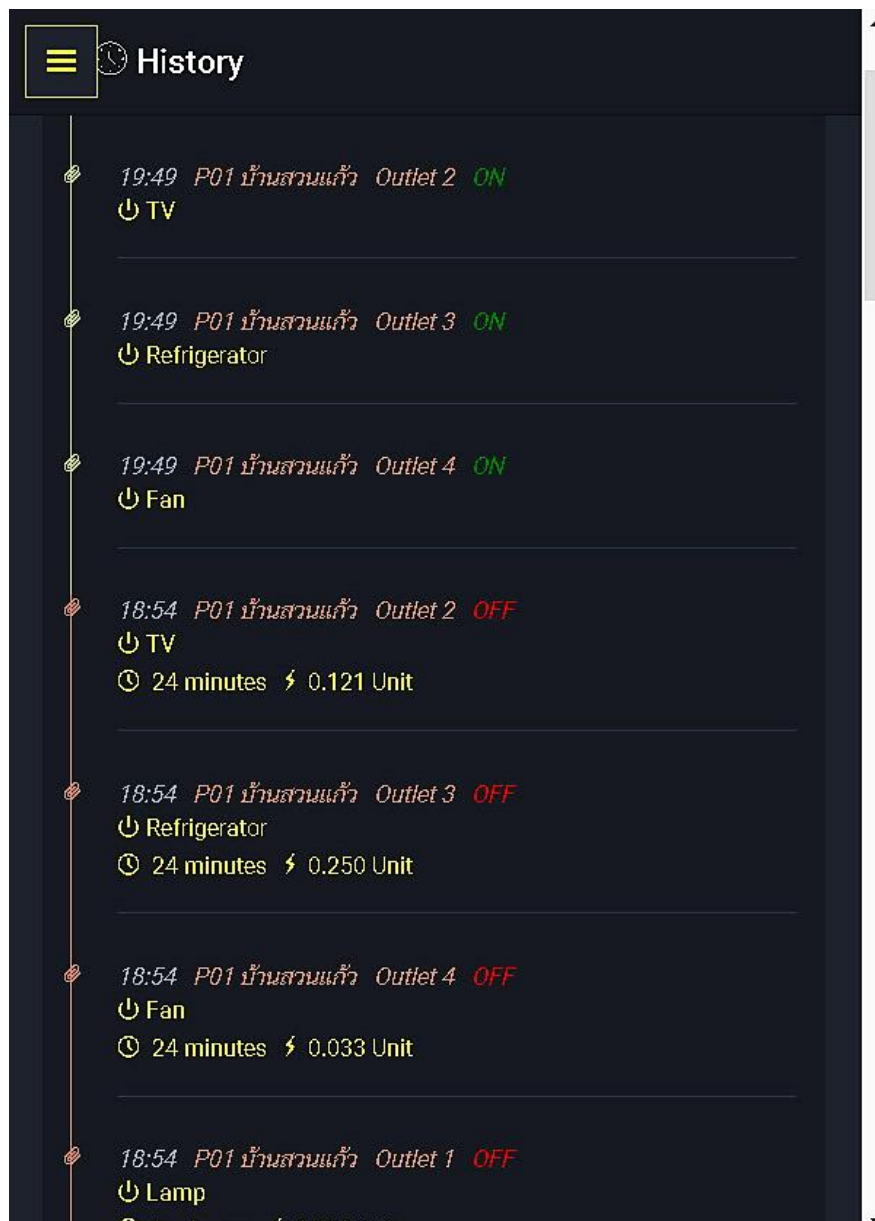 History
19:49 P01 บ้านสวนแก้ว Outlet 2 ON
TV
19:49 P01 บ้านสวนแก้ว Outlet 3 ON
Refrigerator
19:49 P01 บ้านสวนแก้ว Outlet 4 ON
Fan
18:54 P01 บ้านสวนแก้ว Outlet 2 OFF
TV
24 minutes 0.121 Unit
18:54 P01 บ้านสวนแก้ว Outlet 3 OFF
Refrigerator
24 minutes 0.250 Unit
18:54 P01 บ้านสวนแก้ว Outlet 4 OFF
Fan
24 minutes 0.033 Unit
18:54 P01 บ้านสวนแก้ว Outlet 1 OFF
Lamp